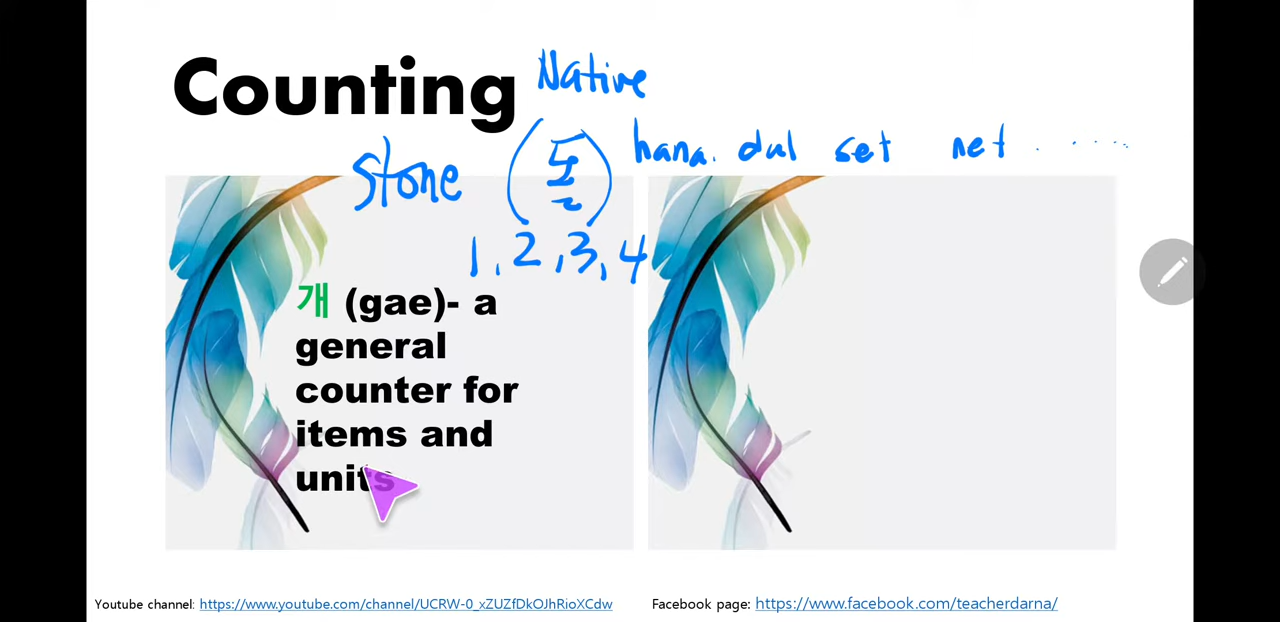 Counting Native
stone (돌) hana. dul set net . .....
1, 2, 3, 4
개 (gae)- a
general
counter for
items and
units
Youtube channel: https://www.youtube.com/channel/UCRW-0_xZUZfDkOJhRioXCdw Facebook page: https://www.facebook.com/teacherdarna/